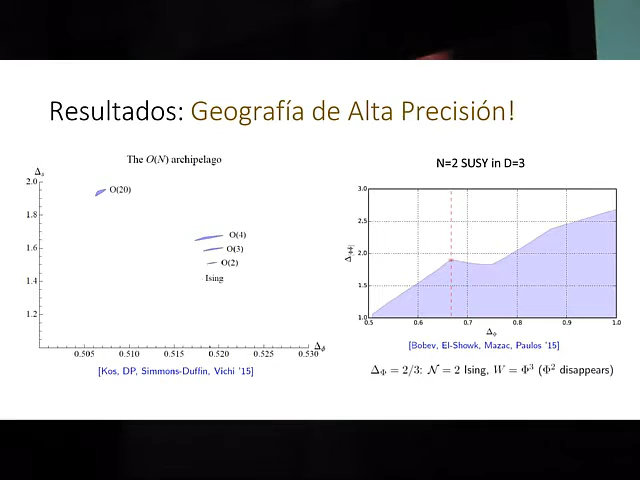 Resultados: Geografía de Alta Precisión!
The O(N) archipelago
Δs
2.0
1.8
1.6
1.4
1.2
O(20)
O(4)
O(3)
O(2)
Ising
0.505
0.510
0.515
0.520
0.525
0.530
Δϕ
[Kos, DP, Simmons-Duffin, Vichi '15]
N=2 SUSY in D=3
3.0
2.5
2.0
1.5
1.0
0.5
0.6
0.7
0.8
0.9
1.0
[Bobev, El-Showk, Mazac, Paulos '15]
Δ_Φ = 2/3: 𝒩 = 2 Ising, W = Φ³ (Φ² disappears)